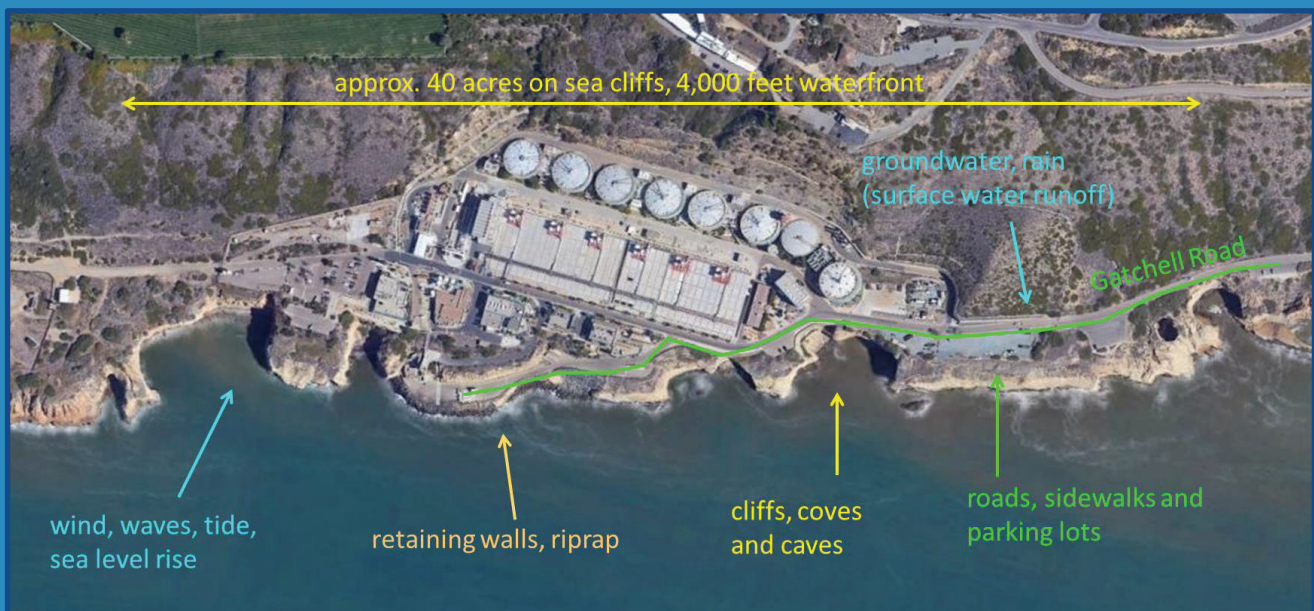 approx. 40 acres on sea cliffs, 4,000 feet waterfront
groundwater, rain
(surface water runoff)
Gatchell Road
wind, waves, tide,
sea level rise
retaining walls, riprap
cliffs, coves
and caves
roads, sidewalks and
parking lots